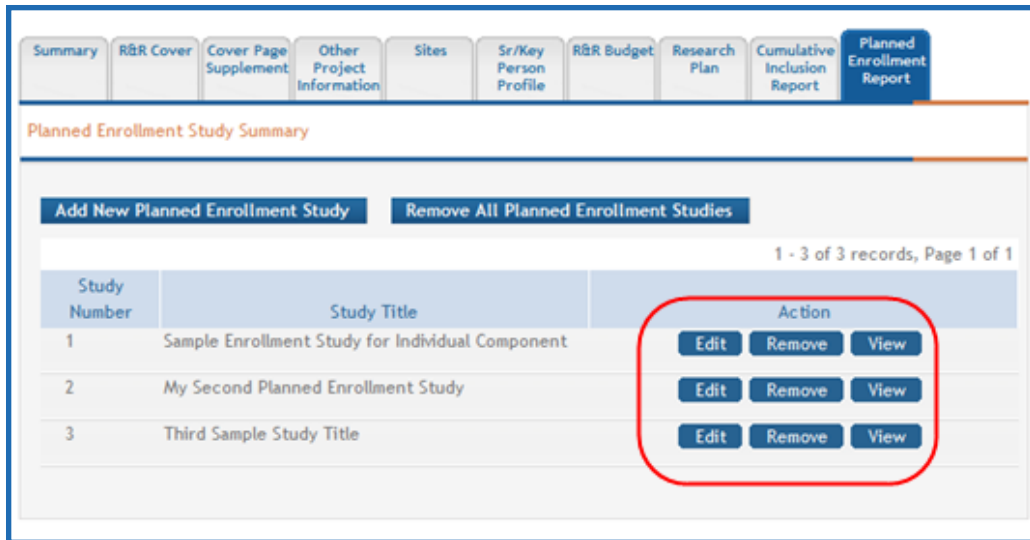 Summary
R&R Cover
Cover Page
Supplement
Other
Project
Information
Sites
Sr/Key
Person
Profile
R&R Budget
Research
Plan
Cumulative
Inclusion
Report
Planned
Enrollment
Report
Planned Enrollment Study Summary
Add New Planned Enrollment Study Remove All Planned Enrollment Studies
1 - 3 of 3 records, Page 1 of 1
Study
Number Study Title Action
1 Sample Enrollment Study for Individual Component Edit Remove View
2 My Second Planned Enrollment Study Edit Remove View
3 Third Sample Study Title Edit Remove View